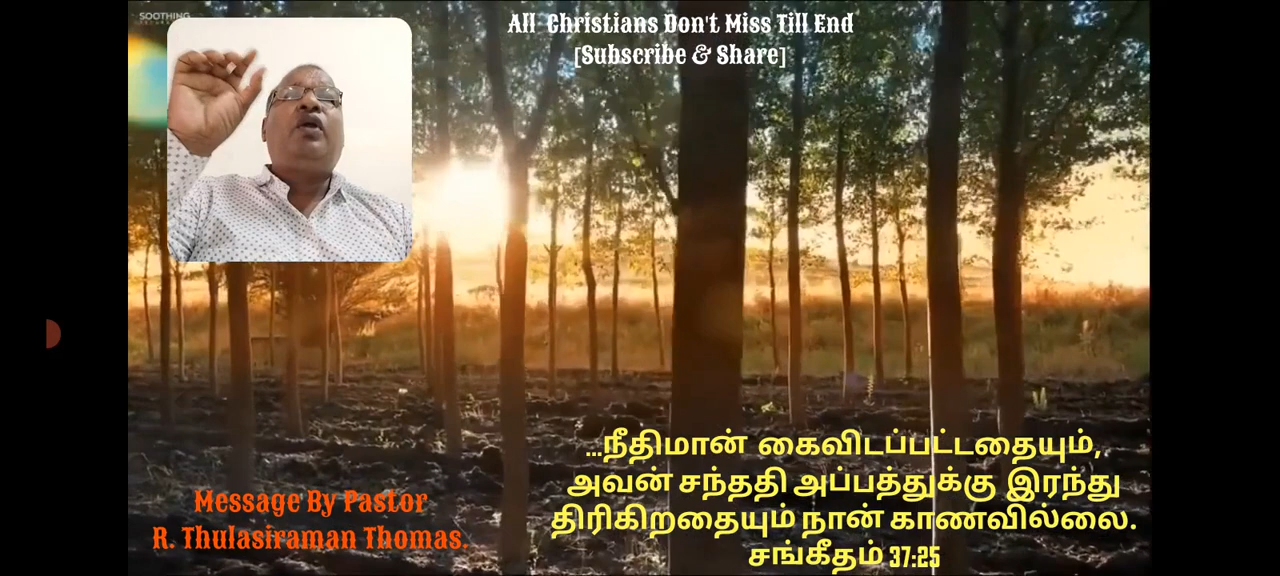 SOOTHING
All Christians Don't Miss Till End
[Subscribe & Share]
...நீதிமான் கைவிடப்பட்டதையும்,
அவன் சந்ததி அப்பத்துக்கு இரந்து
திரிகிறதையும் நான் காணவில்லை.
சங்கீதம் 37:25
Message By Pastor
R. Thulasiraman Thomas.